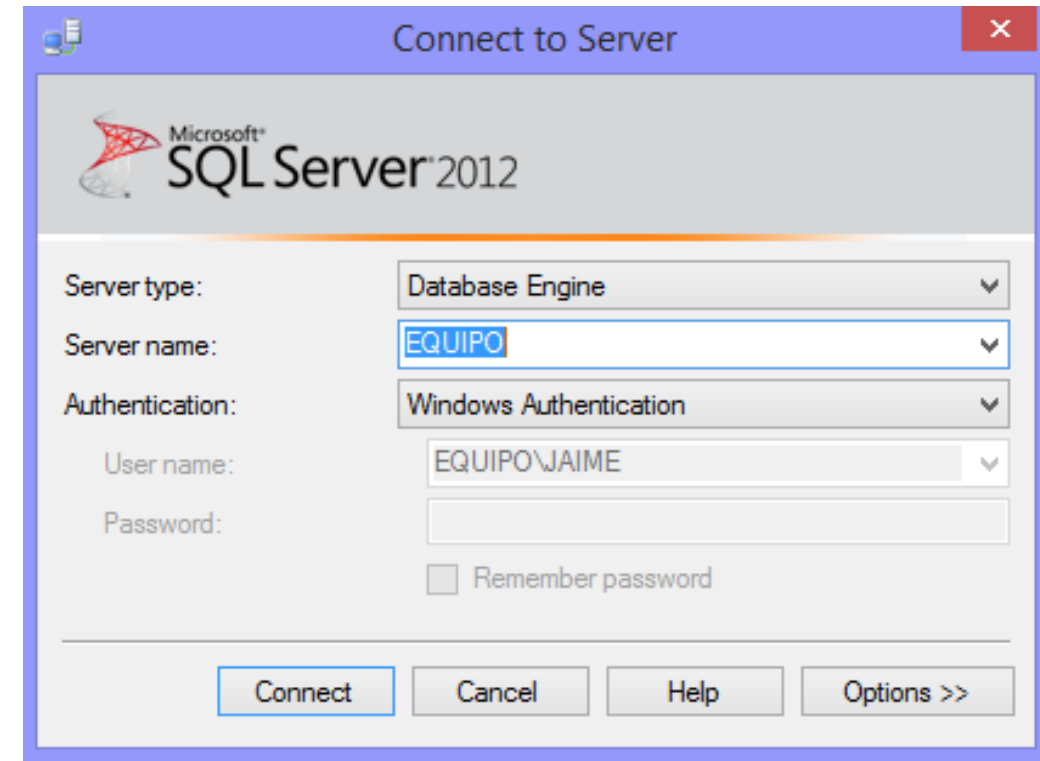 Connect to Server
Microsoft®
SQL Server® 2012
Server type: Database Engine
Server name: EQUIPO
Authentication: Windows Authentication
User name: EQUIPO\JAIME
Password:
Remember password
Connect Cancel Help Options >>